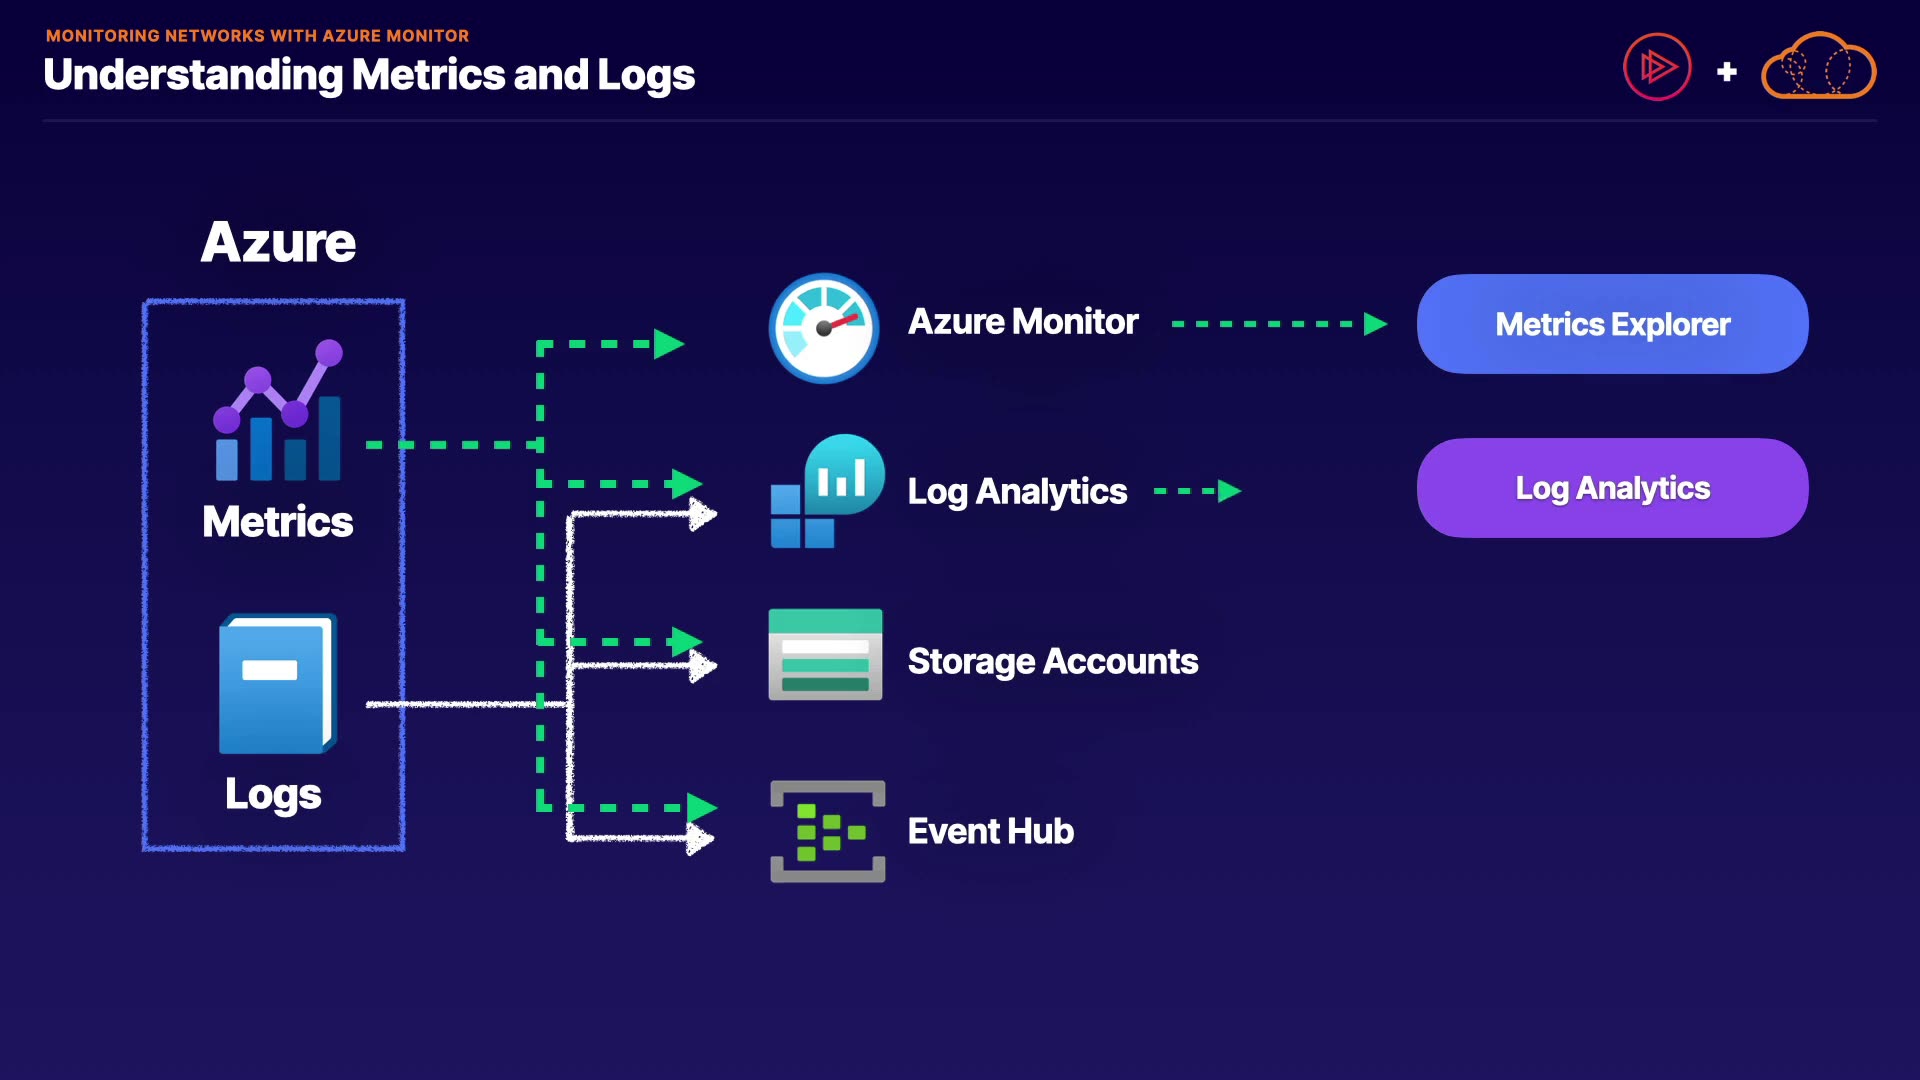 MONITORING NETWORKS WITH AZURE MONITOR
Understanding Metrics and Logs
Azure
Metrics
Logs
Azure Monitor
Log Analytics
Storage Accounts
Event Hub
Metrics Explorer
Log Analytics